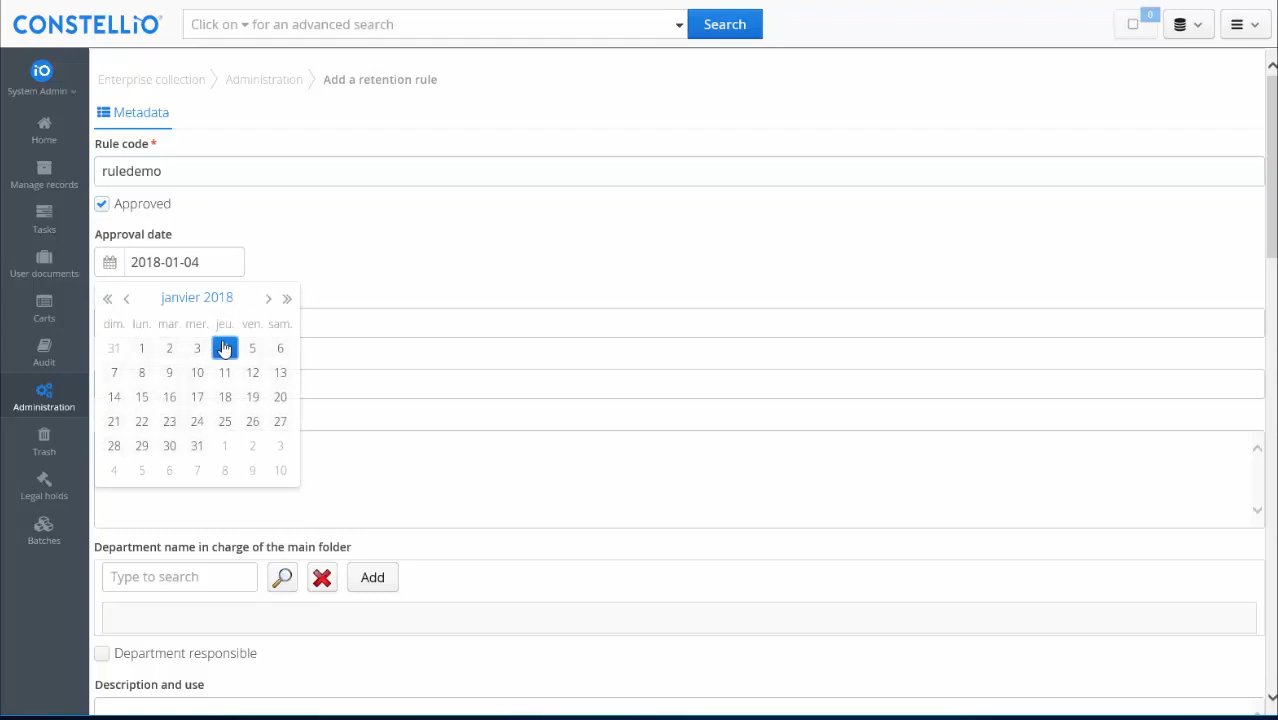 CONSTELLIO
Click on for an advanced search
Search
0
iO
System Admin
Home
Manage records
Tasks
User documents
Carts
Audit
Administration
Trash
Legal holds
Batches
Enterprise collection Administration Add a retention rule
Metadata
Rule code *
ruledemo
Approved
Approval date
2018-01-04
« ‹ janvier 2018 › »
dim. lun. mar. mer. jeu. ven. sam.
31 1 2 3 5 6
7 8 9 10 11 12 13
14 15 16 17 18 19 20
21 22 23 24 25 26 27
28 29 30 31 1 2 3
4 5 6 7 8 9 10
Department name in charge of the main folder
Type to search
Add
Department responsible
Description and use